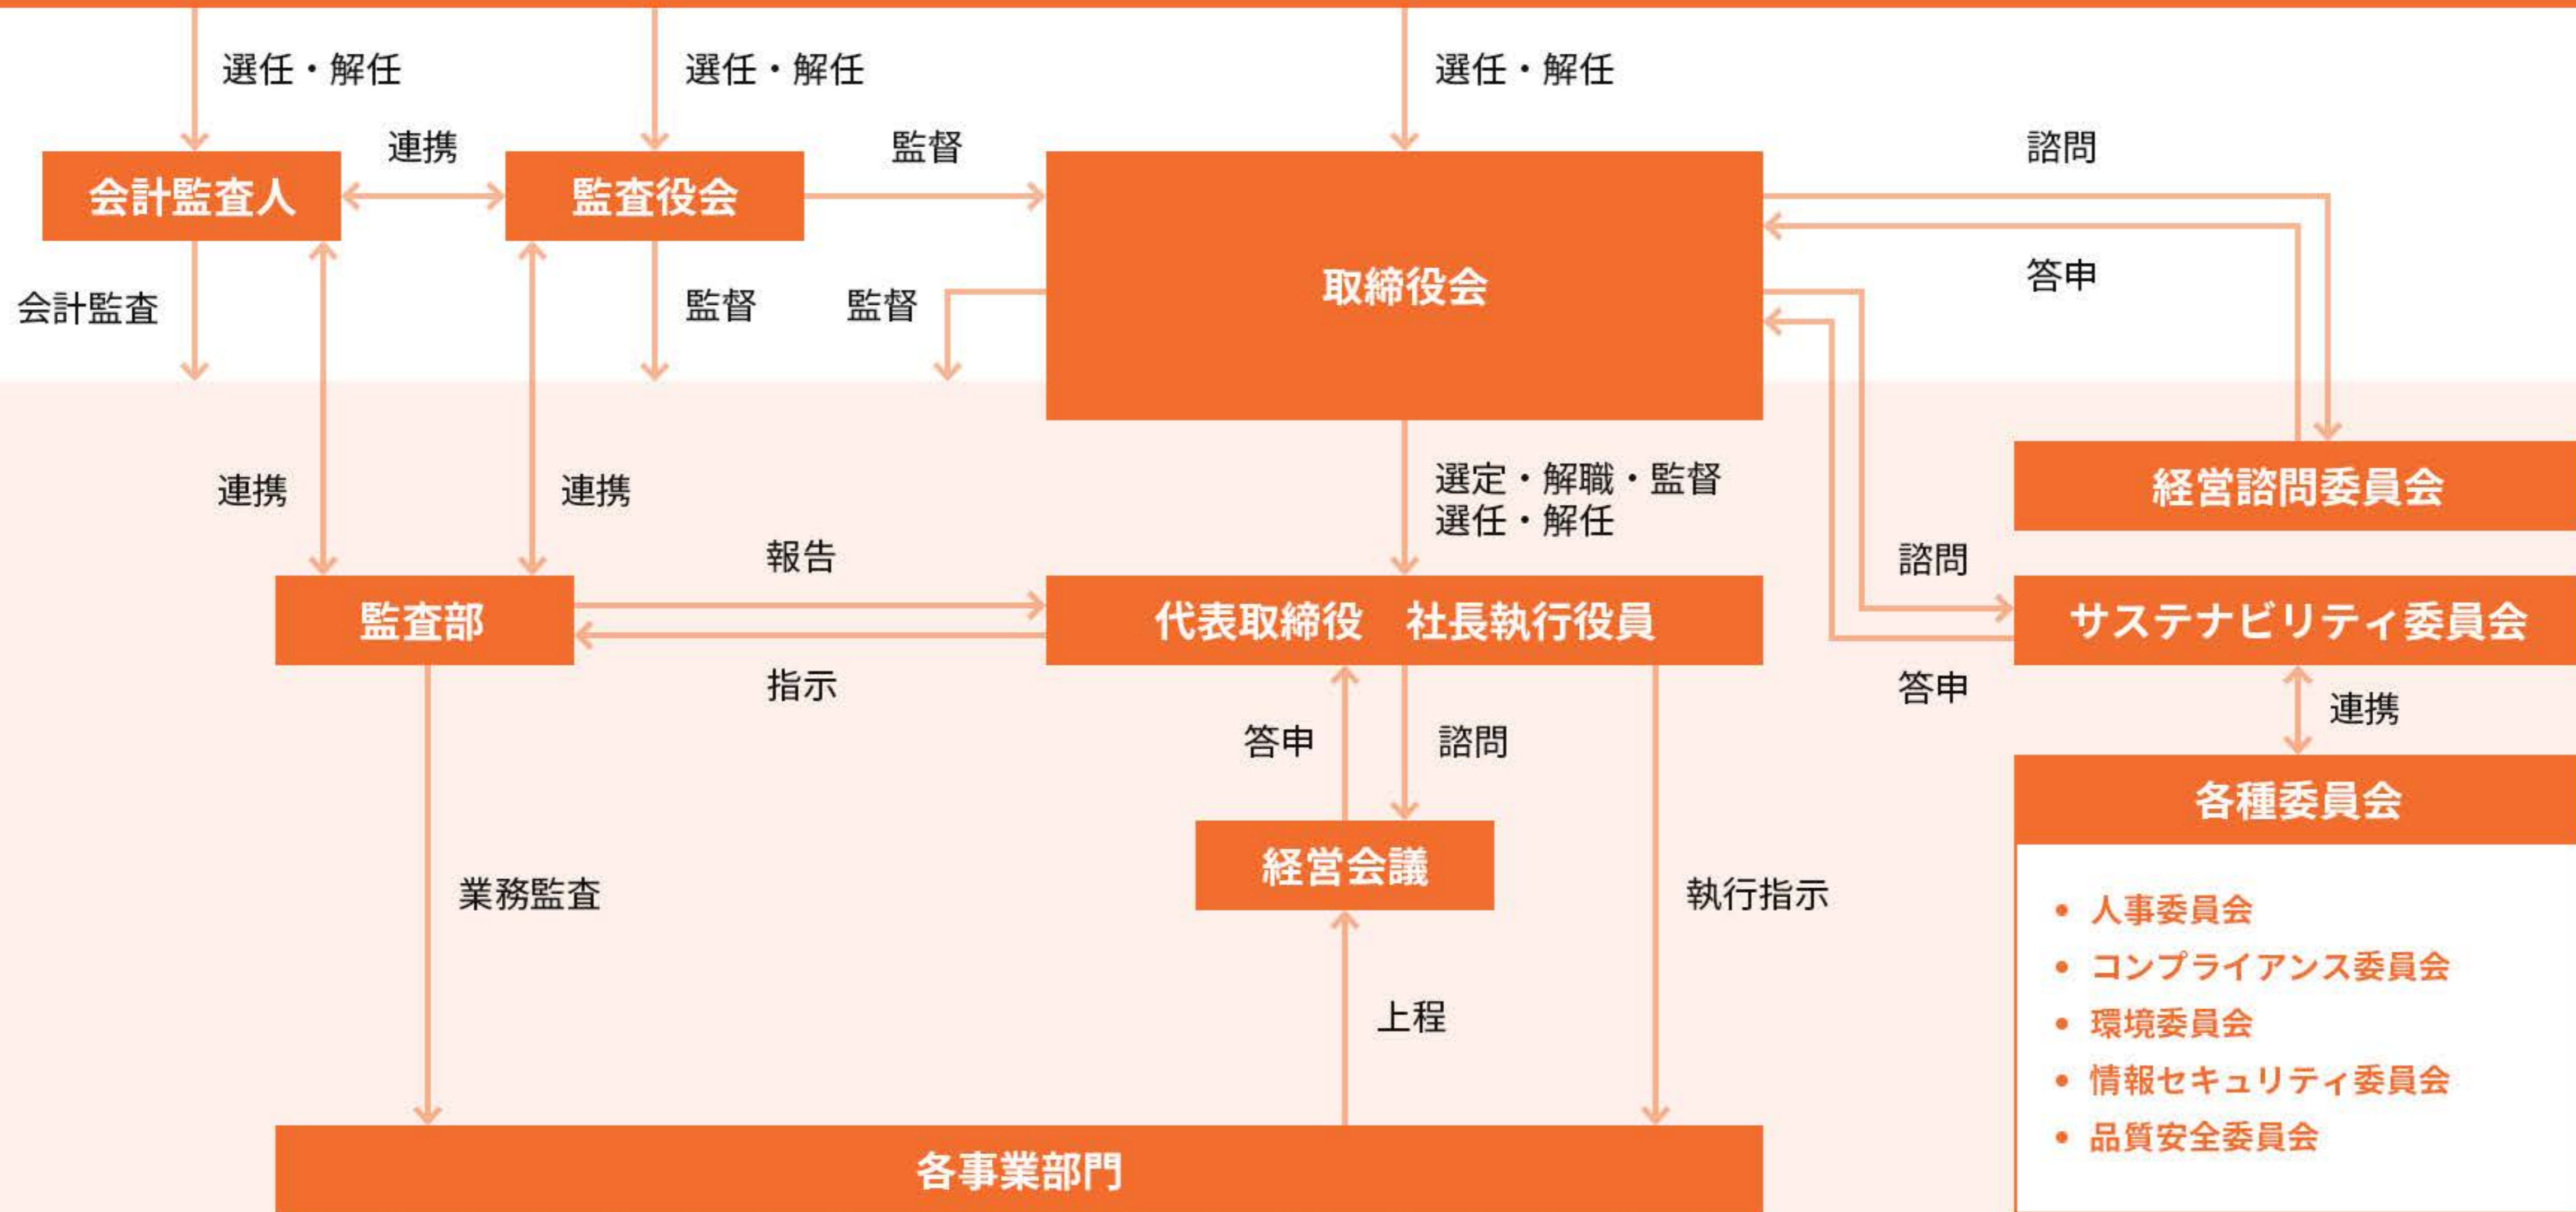 選任・解任
選任・解任
選任・解任
連携
監督
諮問
会計監査人
監査役会
取締役会
答申
会計監査
監督
監督
連携
連携
選定・解職・監督
選任・解任
経営諮問委員会
報告
諮問
監査部
代表取締役　社長執行役員
サステナビリティ委員会
指示
答申
連携
答申
諮問
各種委員会
経営会議
業務監査
執行指示
• 人事委員会
• コンプライアンス委員会
• 環境委員会
• 情報セキュリティ委員会
• 品質安全委員会
上程
各事業部門